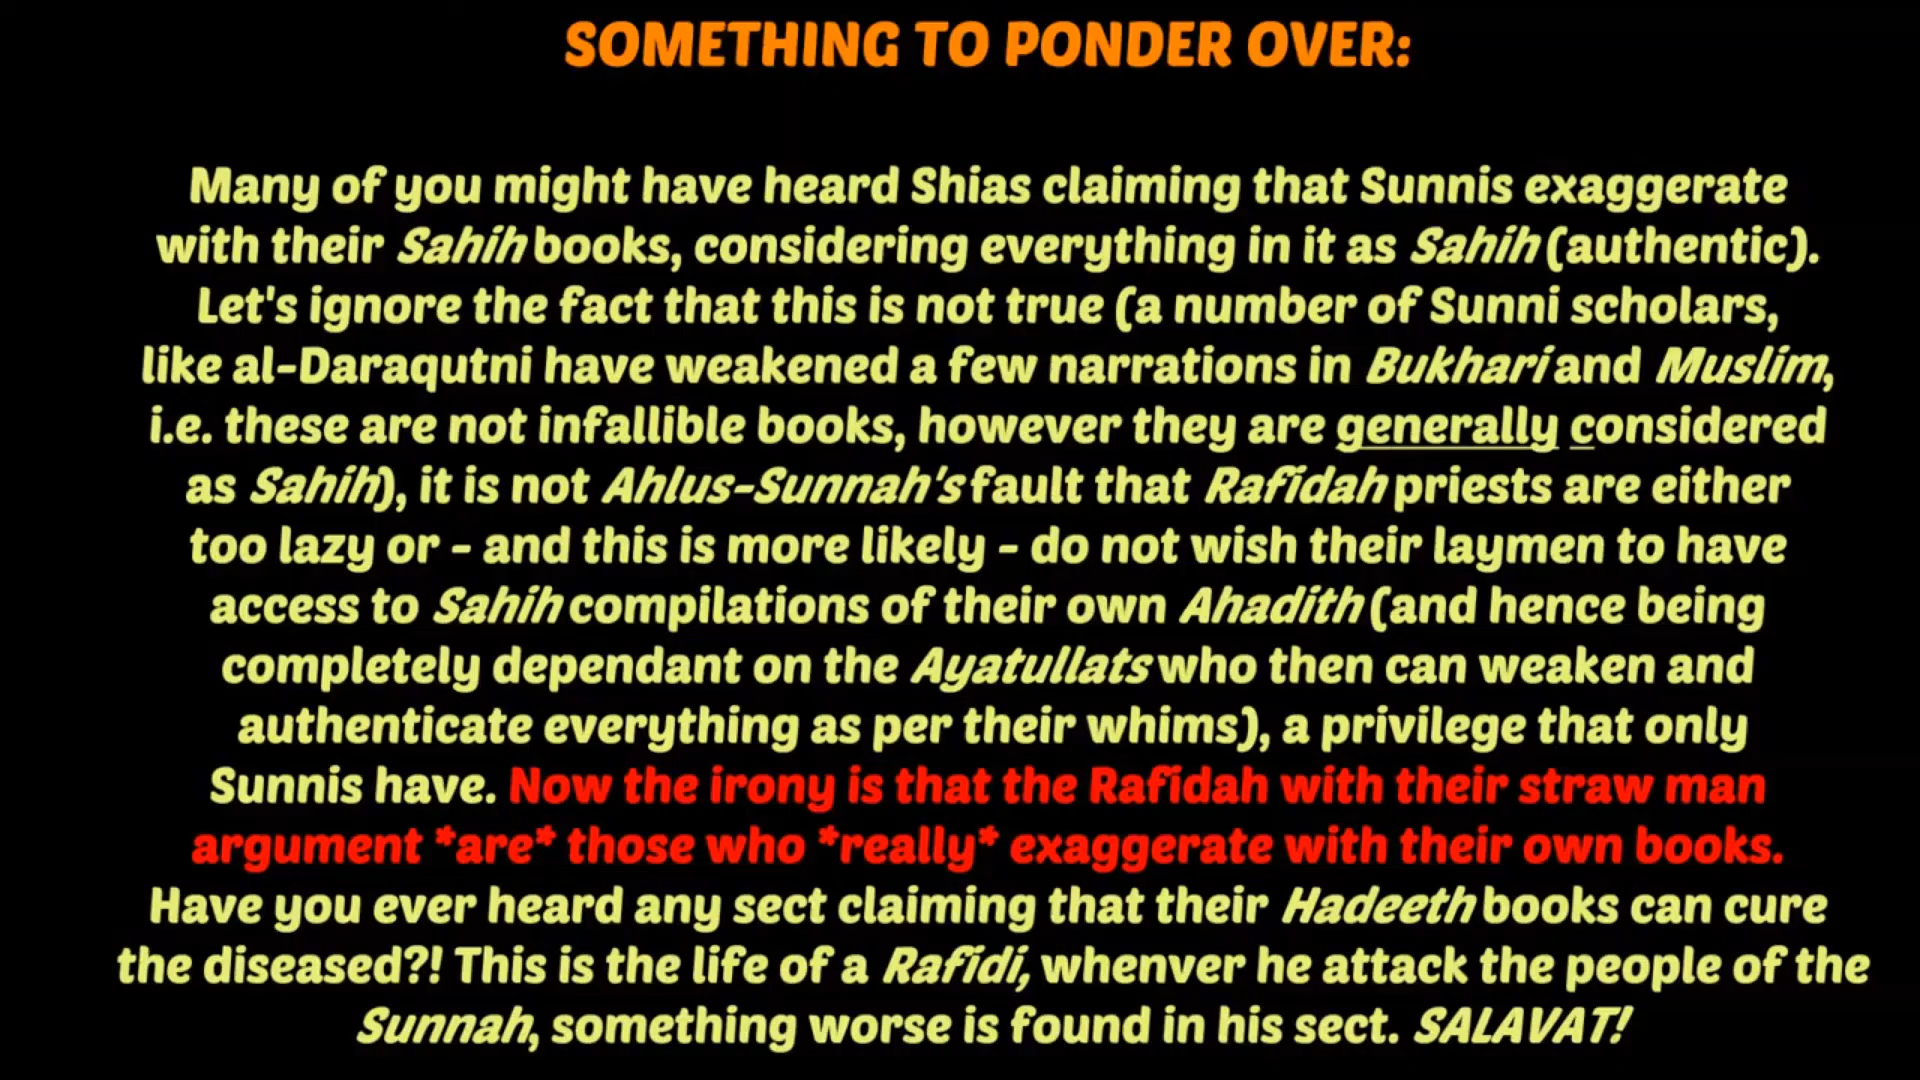 SOMETHING TO PONDER OVER:
Many of you might have heard Shias claiming that Sunnis exaggerate
with their Sahih books, considering everything in it as Sahih (authentic).
Let's ignore the fact that this is not true (a number of Sunni scholars,
like al-Daraqutni have weakened a few narrations in Bukhari and Muslim,
i.e. these are not infallible books, however they are generally considered
as Sahih), it is not Ahlus-Sunnah's fault that Rafidah priests are either
too lazy or - and this is more likely - do not wish their laymen to have
access to Sahih compilations of their own Ahadith (and hence being
completely dependant on the Ayatullats who then can weaken and
authenticate everything as per their whims), a privilege that only
Sunnis have. Now the irony is that the Rafidah with their straw man
argument *are* those who *really* exaggerate with their own books.
Have you ever heard any sect claiming that their Hadeeth books can cure
the diseased?! This is the life of a Rafidi, whenver he attack the people of the
Sunnah, something worse is found in his sect. SALAVAT!